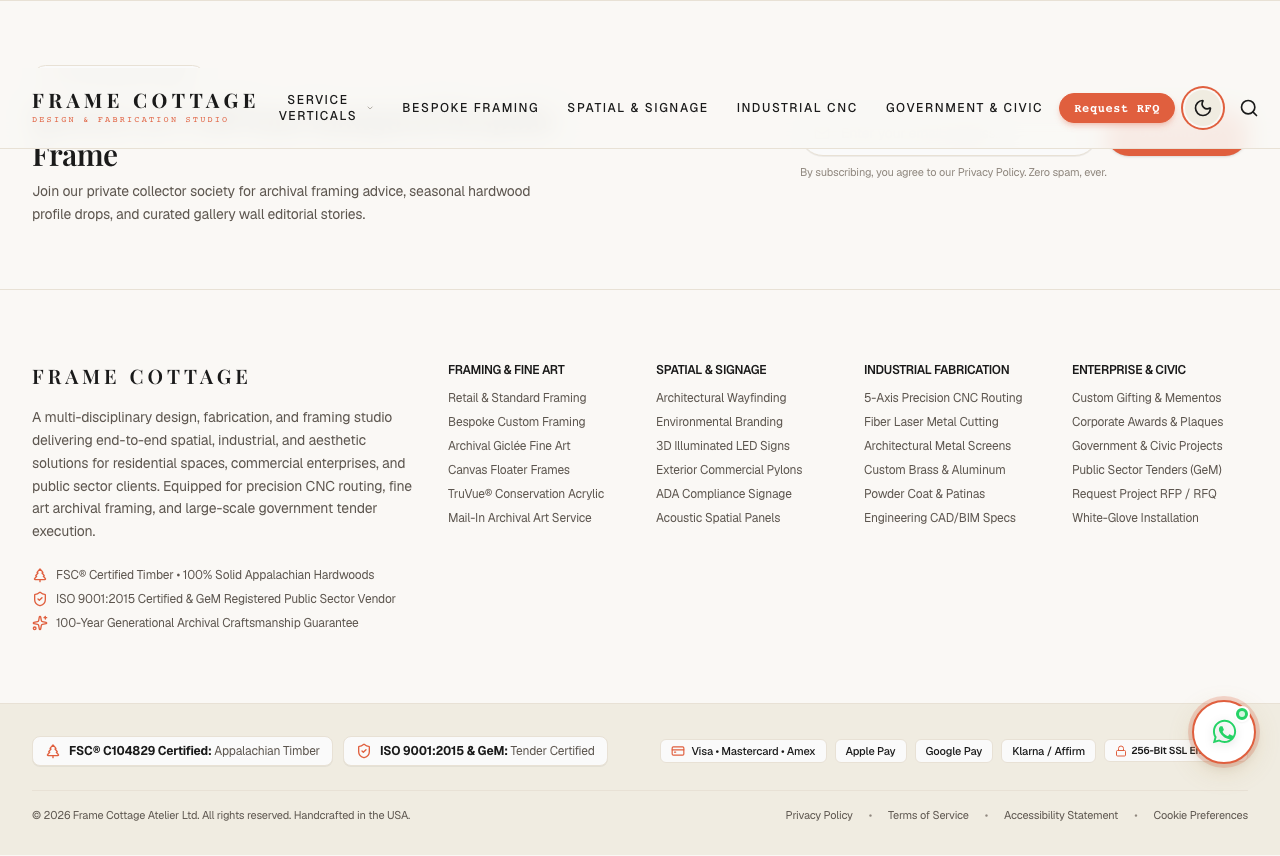 FRAME COTTAGE
DESIGN & FABRICATION STUDIO
SERVICE
VERTICALS
BESPOKE FRAMING
SPATIAL & SIGNAGE
INDUSTRIAL CNC
GOVERNMENT & CIVIC
Request RFQ
Frame
Join our private collector society for archival framing advice, seasonal hardwood
profile drops, and curated gallery wall editorial stories.
By subscribing, you agree to our Privacy Policy. Zero spam, ever.
FRAME COTTAGE
A multi-disciplinary design, fabrication, and framing studio
delivering end-to-end spatial, industrial, and aesthetic
solutions for residential spaces, commercial enterprises, and
public sector clients. Equipped for precision CNC routing, fine
art archival framing, and large-scale government tender
execution.
FSC® Certified Timber • 100% Solid Appalachian Hardwoods
ISO 9001:2015 Certified & GeM Registered Public Sector Vendor
100-Year Generational Archival Craftsmanship Guarantee
FRAMING & FINE ART
Retail & Standard Framing
Bespoke Custom Framing
Archival Giclée Fine Art
Canvas Floater Frames
TruVue® Conservation Acrylic
Mail-In Archival Art Service
SPATIAL & SIGNAGE
Architectural Wayfinding
Environmental Branding
3D Illuminated LED Signs
Exterior Commercial Pylons
ADA Compliance Signage
Acoustic Spatial Panels
INDUSTRIAL FABRICATION
5-Axis Precision CNC Routing
Fiber Laser Metal Cutting
Architectural Metal Screens
Custom Brass & Aluminum
Powder Coat & Patinas
Engineering CAD/BIM Specs
ENTERPRISE & CIVIC
Custom Gifting & Mementos
Corporate Awards & Plaques
Government & Civic Projects
Public Sector Tenders (GeM)
Request Project RFP / RFQ
White-Glove Installation
FSC® C104829 Certified: Appalachian Timber
ISO 9001:2015 & GeM: Tender Certified
Visa • Mastercard • Amex
Apple Pay
Google Pay
Klarna / Affirm
256-Bit SSL
© 2026 Frame Cottage Atelier Ltd. All rights reserved. Handcrafted in the USA.
Privacy Policy • Terms of Service • Accessibility Statement • Cookie Preferences